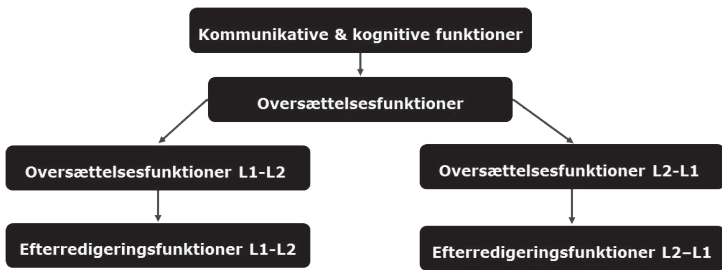 Kommunikative & kognitive funktioner
Oversættelsesfunktioner
Oversættelsesfunktioner L1-L2
Oversættelsesfunktioner L2-L1
Efterredigeringsfunktioner L1-L2
Efterredigeringsfunktioner L2–L1